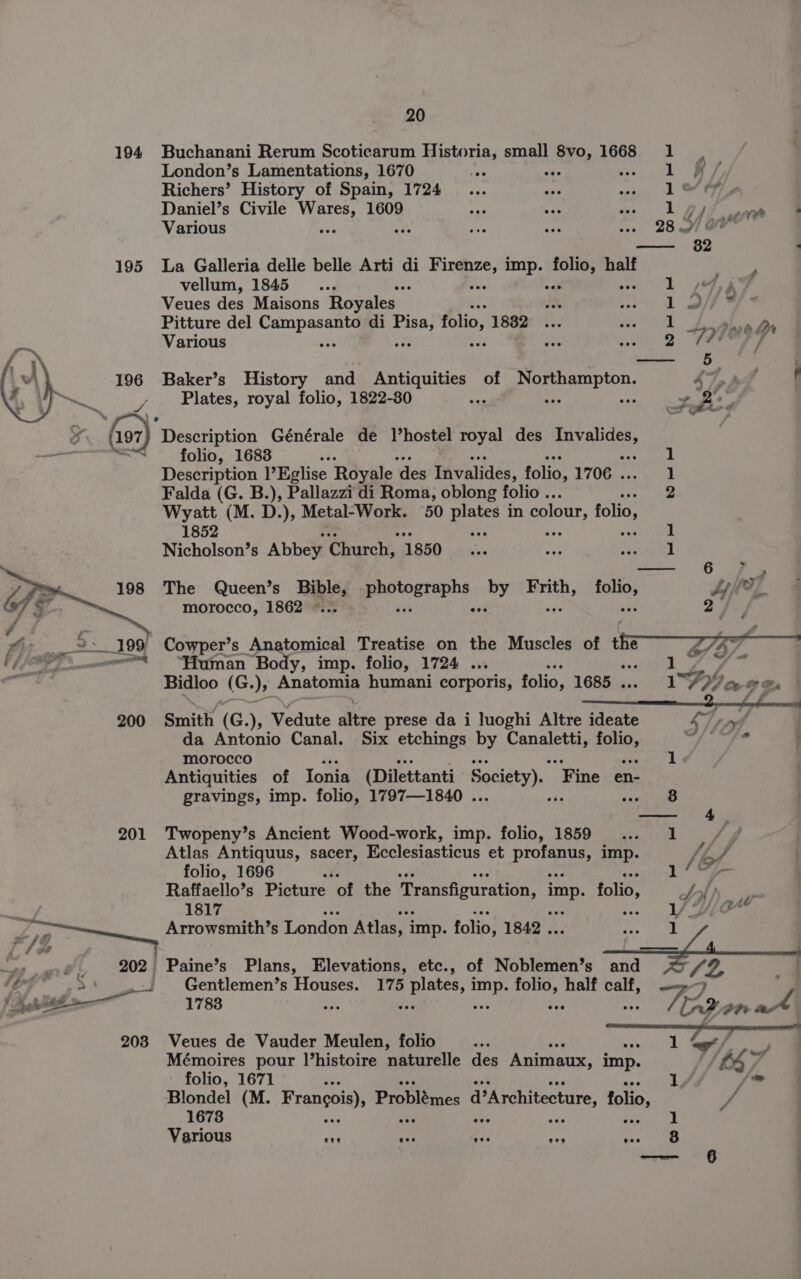 20
194 Buchanani Rerum Scoticarum Historia, small 8vo, 1668 1
London's Lamentations, 1670 ... ... ... 1
Richers' History of Spain, 1724 ... ... ... 1
Daniel's Civile Wares, 1609 ... ... ... 1
Various ... ... ... ... ... 28
32
195 La Galleria delle belle Arti di Firenze, imp. folio, half
vellum, 1845 ... ... ... ... ... 1
Veues des Maisons Royales ... ... ... 1
Pitture del Campasanto di Pisa, folio, 1832 ... ... 1
Various ... ... ... ... ... 2
5
196 Baker's History and Antiquities of Northampton.
Plates, royal folio, 1822-30 ... ... ... 2
197 Description Générale de l'hostel royal des Invalides,
folio, 1683 ... ... ... ... 1
Description l'Eglise Royale des Invalides, folio, 1706 ... 1
Falda (G. B.), Pallazzi di Roma, oblong folio ... ... 2
Wyatt (M. D.), Metal-Work. 50 plates in colour, folio,
1852 ... ... ... ... ... 1
Nicholson's Abbey Church, 1850 ... ... ... 1
6
198 The Queen's Bible, photographs by Frith, folio,
morocco, 1862 ... ... ... ... ... 2
199 Cowper's Anatomical Treatise on the Muscles of the
Human Body, imp. folio, 1724 ... ... ... 1
Bidloo (G.), Anatomia humani corporis, folio, 1685 ... 1
2
200 Smith (G.), Vedute altre prese da i luoghi Altre ideate
da Antonio Canal. Six etchings by Canaletti, folio,
morocco ... ... ... ... ... 1
Antiquities of Ionia (Dilettanti Society). Fine en-
gravings, imp. folio, 1797—1840 ... ... ... 3
4
201 Twopeny's Ancient Wood-work, imp. folio, 1859 ... 1
Atlas Antiquus, sacer, Ecclesiasticus et profanus, imp.
folio, 1696 ... ... ... ... ... 1
Raffaello's Picture of the Transfiguration, imp. folio,
1817 ... ... ... ... ... 1
Arrowsmith's London Atlas, imp. folio, 1842 ... ... 1
4
202 Paine's Plans, Elevations, etc., of Noblemen's and
Gentlemen's Houses. 175 plates, imp. folio, half calf,
1783 ... ... ... ... ...
203 Veues de Vauder Meulen, folio ... ... ... 1
Mémoires pour l'histoire naturelle des Animaux, imp.
folio, 1671 ... ... ... ... ... 1
Blondel (M. François), Problêmes d'Architecture, folio,
1673 ... ... ... ... ... 1
Various ... ... ... ... ... 3
6